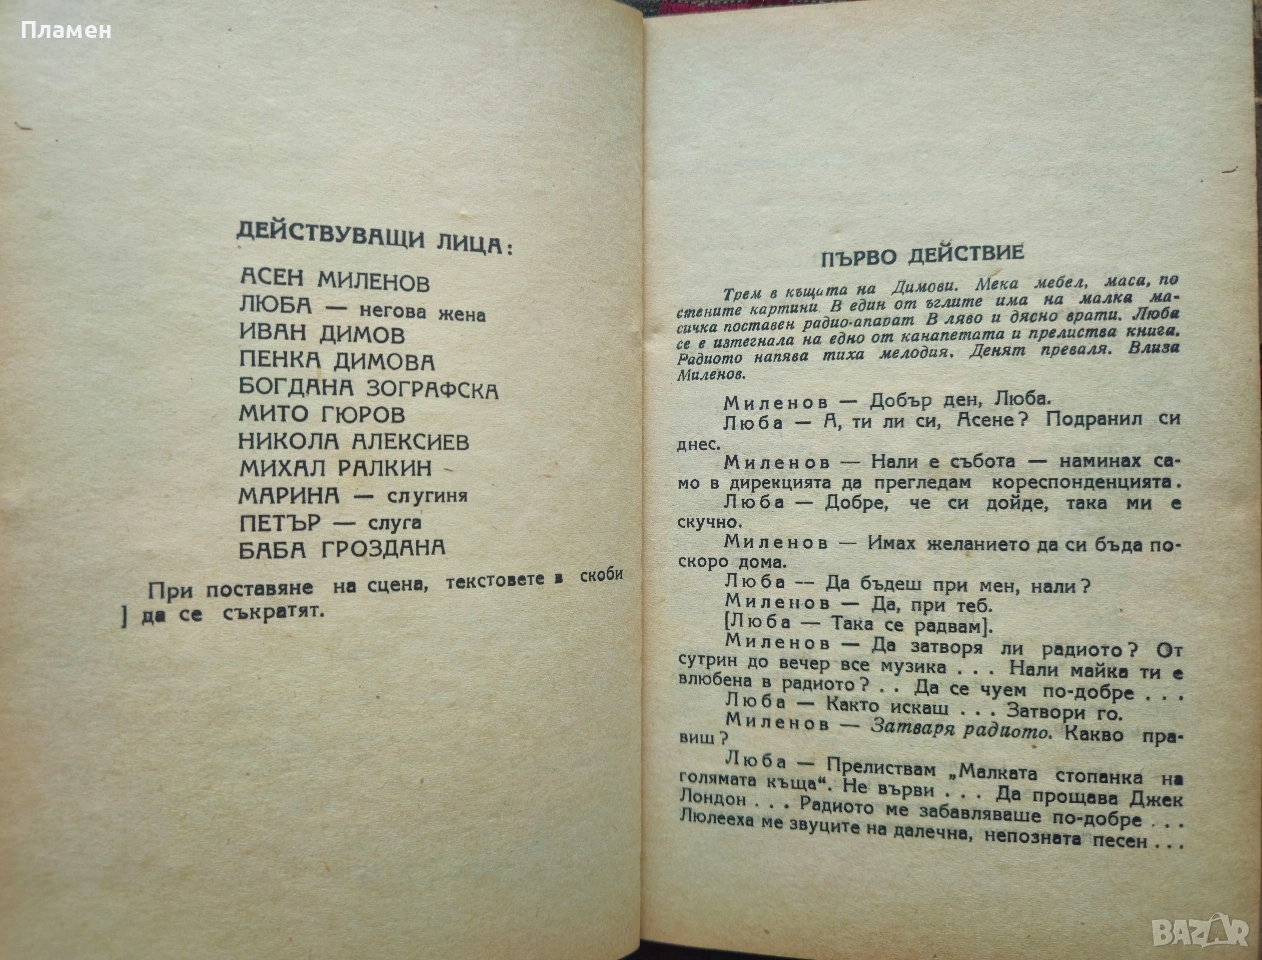 Пламен
ДЕЙСТВУВАЩИ ЛИЦА:
АСЕН МИЛЕНОВ
ЛЮБА — негова жена
ИВАН ДИМОВ
ПЕНКА ДИМОВА
БОГДАНА ЗОГРАФСКА
МИТО ГЮРОВ
НИКОЛА АЛЕКСИЕВ
МИХАЛ РАЛКИН
МАРИНА — слугиня
ПЕТЪР — слуга
БАБА ГРОЗДАНА
При поставяне на сцена, текстовете в скоби
] да се съкратят.
ПЪРВО ДЕЙСТВИЕ
Трем в къщата на Димови. Мека мебел, маса, по
стените картини В един от ъглите има на малка ма-
сичка поставен радио-апарат В ляво и дясно врати. Люба
се е изтегнала на едно от канапетата и прелиства книга.
Радиото напява тиха мелодия. Денят преваля. Влиза
Миленов.
Миленов — Добър ден, Люба.
Люба — А, ти ли си, Асене? Подранил си
днес.
Миленов — Нали е събота — наминах са-
мо в дирекцията да прегледам кореспонденцията.
Люба — Добре, че си дойде, така ми е
скучно.
Миленов — Имах желанието да си бъда по-
скоро дома.
Люба — Да бъдеш при мен, нали?
Миленов — Да, при теб.
[Люба — Така се радвам].
Миленов — Да затворя ли радиото? От
сутрин до вечер все музика . . . Нали майка ти е
влюбена в радиото? . . Да се чуем по-добре . . .
Люба — Както искаш . . . Затвори го.
Миленов — Затваря радиото. Какво пра-
виш?
Люба — Прелиствам „Малката стопанка на
голямата къща“. Не върви . . . Да прощава Джек
Лондон . . . Радиото ме забавляваше по-добре . . .
Люлееха ме звуците на далечна, непозната песен . . .
BAZAR